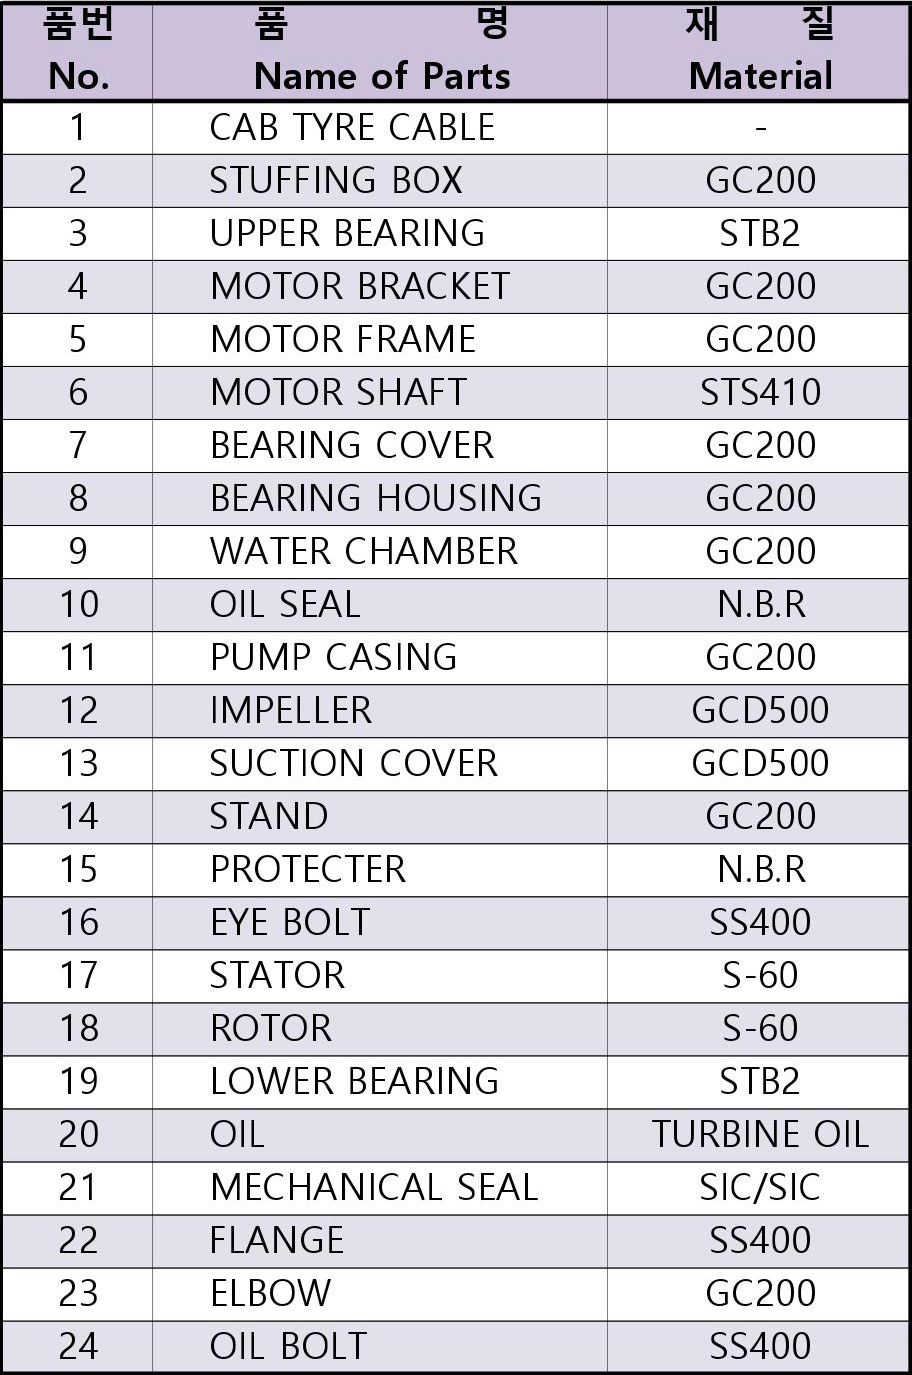 품번 품 명 재 질
No. Name of Parts Material
1 CAB TYRE CABLE -
2 STUFFING BOX GC200
3 UPPER BEARING STB2
4 MOTOR BRACKET GC200
5 MOTOR FRAME GC200
6 MOTOR SHAFT STS410
7 BEARING COVER GC200
8 BEARING HOUSING GC200
9 WATER CHAMBER GC200
10 OIL SEAL N.B.R
11 PUMP CASING GC200
12 IMPELLER GCD500
13 SUCTION COVER GCD500
14 STAND GC200
15 PROTECTER N.B.R
16 EYE BOLT SS400
17 STATOR S-60
18 ROTOR S-60
19 LOWER BEARING STB2
20 OIL TURBINE OIL
21 MECHANICAL SEAL SIC/SIC
22 FLANGE SS400
23 ELBOW GC200
24 OIL BOLT SS400